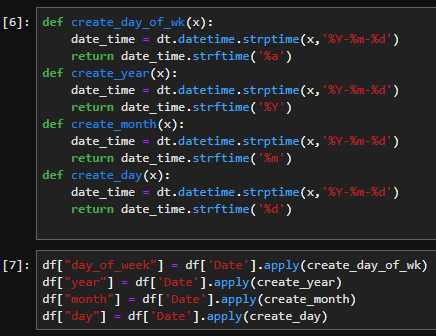 [6]: def create_day_of_wk(x):
    date_time = dt.datetime.strptime(x,'%Y-%m-%d')
    return date_time.strftime('%a')
def create_year(x):
    date_time = dt.datetime.strptime(x,'%Y-%m-%d')
    return date_time.strftime('%Y')
def create_month(x):
    date_time = dt.datetime.strptime(x,'%Y-%m-%d')
    return date_time.strftime('%m')
def create_day(x):
    date_time = dt.datetime.strptime(x,'%Y-%m-%d')
    return date_time.strftime('%d')
[7]: df["day_of_week"] = df['Date'].apply(create_day_of_wk)
df["year"] = df['Date'].apply(create_year)
df["month"] = df['Date'].apply(create_month)
df["day"] = df['Date'].apply(create_day)